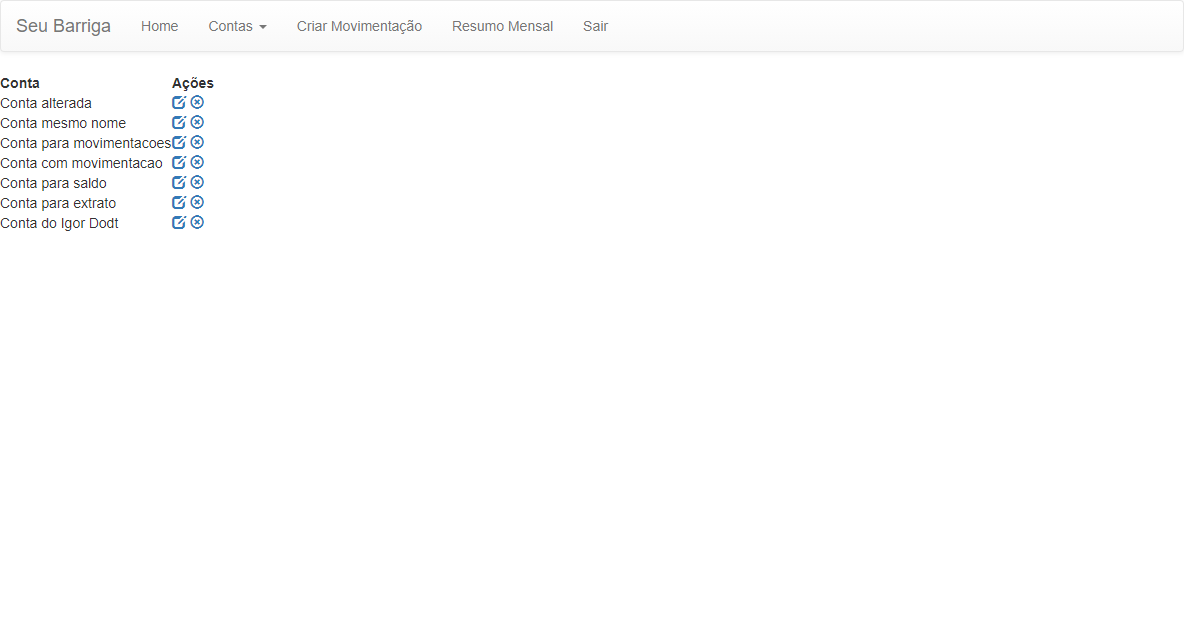 Seu Barriga Home Contas Criar Movimentação Resumo Mensal Sair
Conta Ações
Conta alterada
Conta mesmo nome
Conta para movimentacoes
Conta com movimentacao
Conta para saldo
Conta para extrato
Conta do Igor Dodt